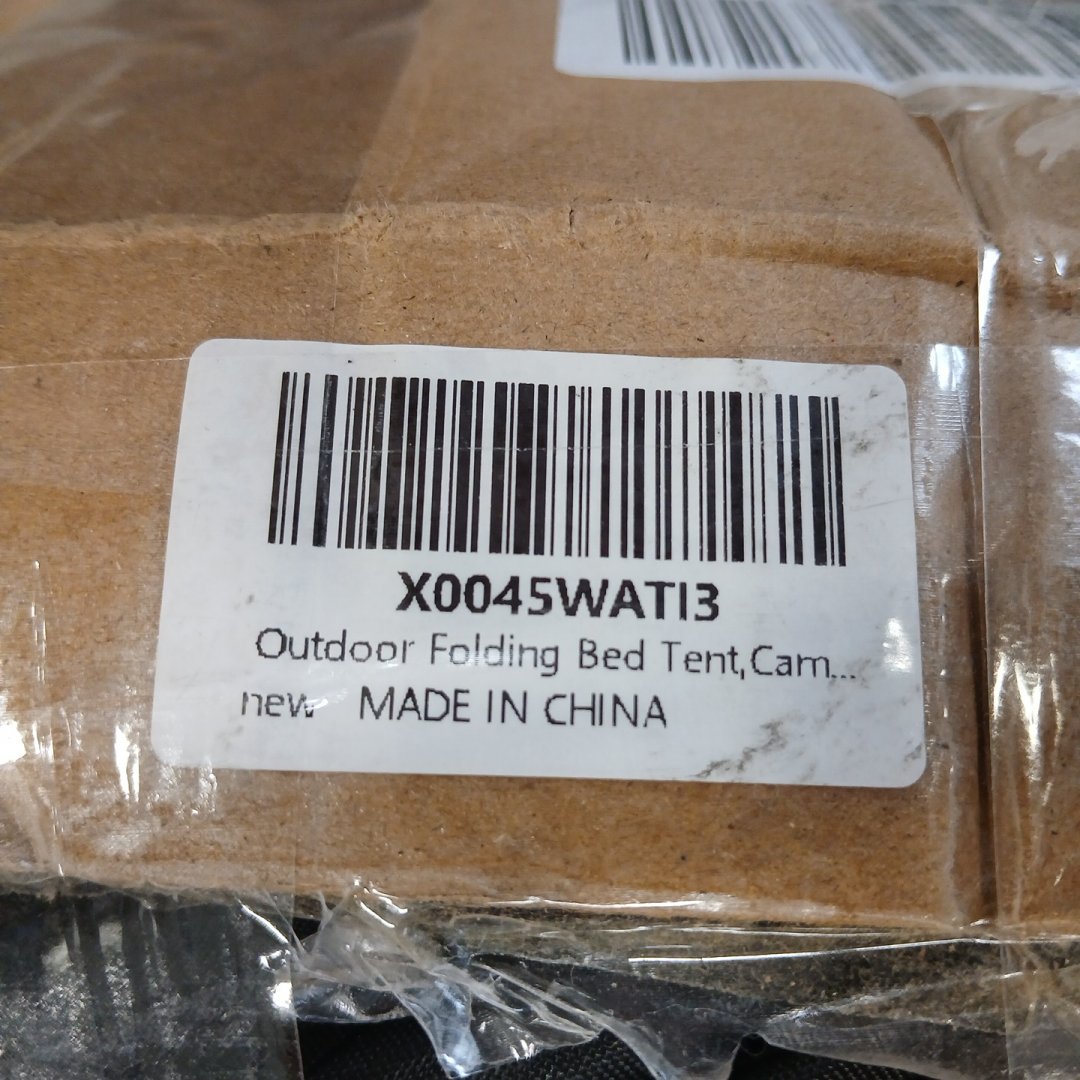 X0045WATI3
Outdoor Folding Bed Tent,Cam...
new MADE IN CHINA